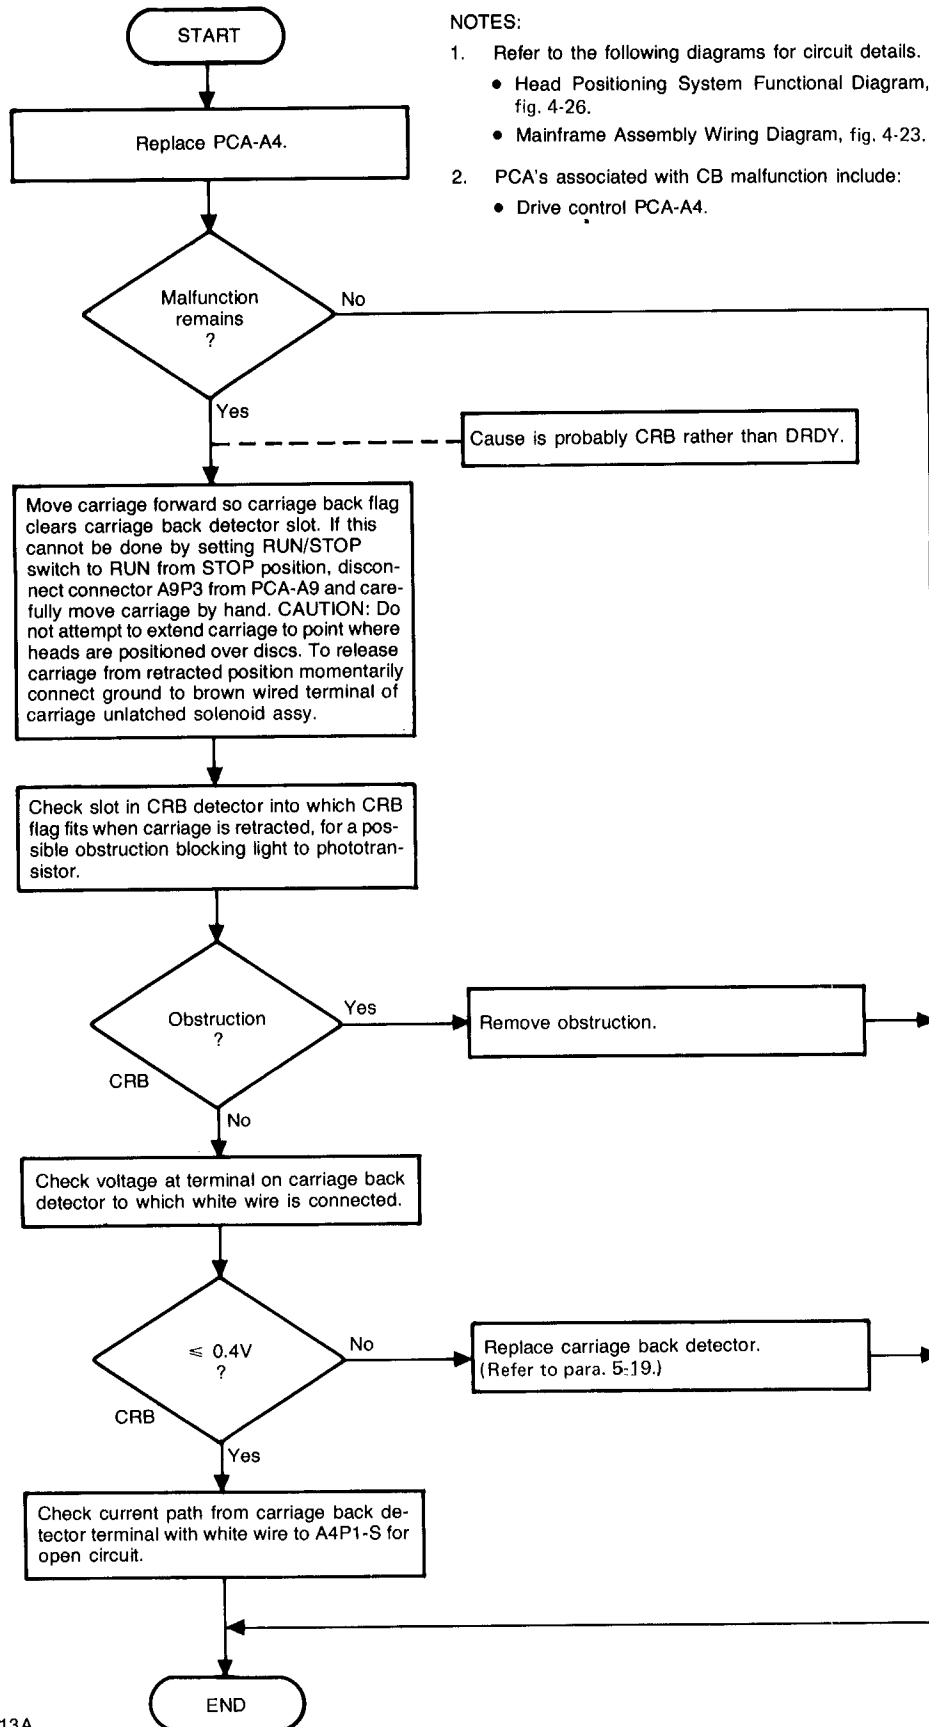 START
NOTES:
1. Refer to the following diagrams for circuit details.
• Head Positioning System Functional Diagram,
fig. 4-26.
• Mainframe Assembly Wiring Diagram, fig. 4-23.
2. PCA's associated with CB malfunction include:
• Drive control PCA-A4.
Replace PCA-A4.
Malfunction
remains
?
No
Yes
Cause is probably CRB rather than DRDY.
Move carriage forward so carriage back flag
clears carriage back detector slot. If this
cannot be done by setting RUN/STOP
switch to RUN from STOP position, discon-
nect connector A9P3 from PCA-A9 and care-
fully move carriage by hand. CAUTION: Do
not attempt to extend carriage to point where
heads are positioned over discs. To release
carriage from retracted position momentarily
connect ground to brown wired terminal of
carriage unlatched solenoid assy.
Check slot in CRB detector into which CRB
flag fits when carriage is retracted, for a pos-
sible obstruction blocking light to phototran-
sistor.
Obstruction
?
Yes
Remove obstruction.
CRB
No
Check voltage at terminal on carriage back
detector to which white wire is connected.
≤ 0.4V
?
No
Replace carriage back detector.
(Refer to para. 5-19.)
CRB
Yes
Check current path from carriage back de-
tector terminal with white wire to A4P1-S for
open circuit.
END
13A